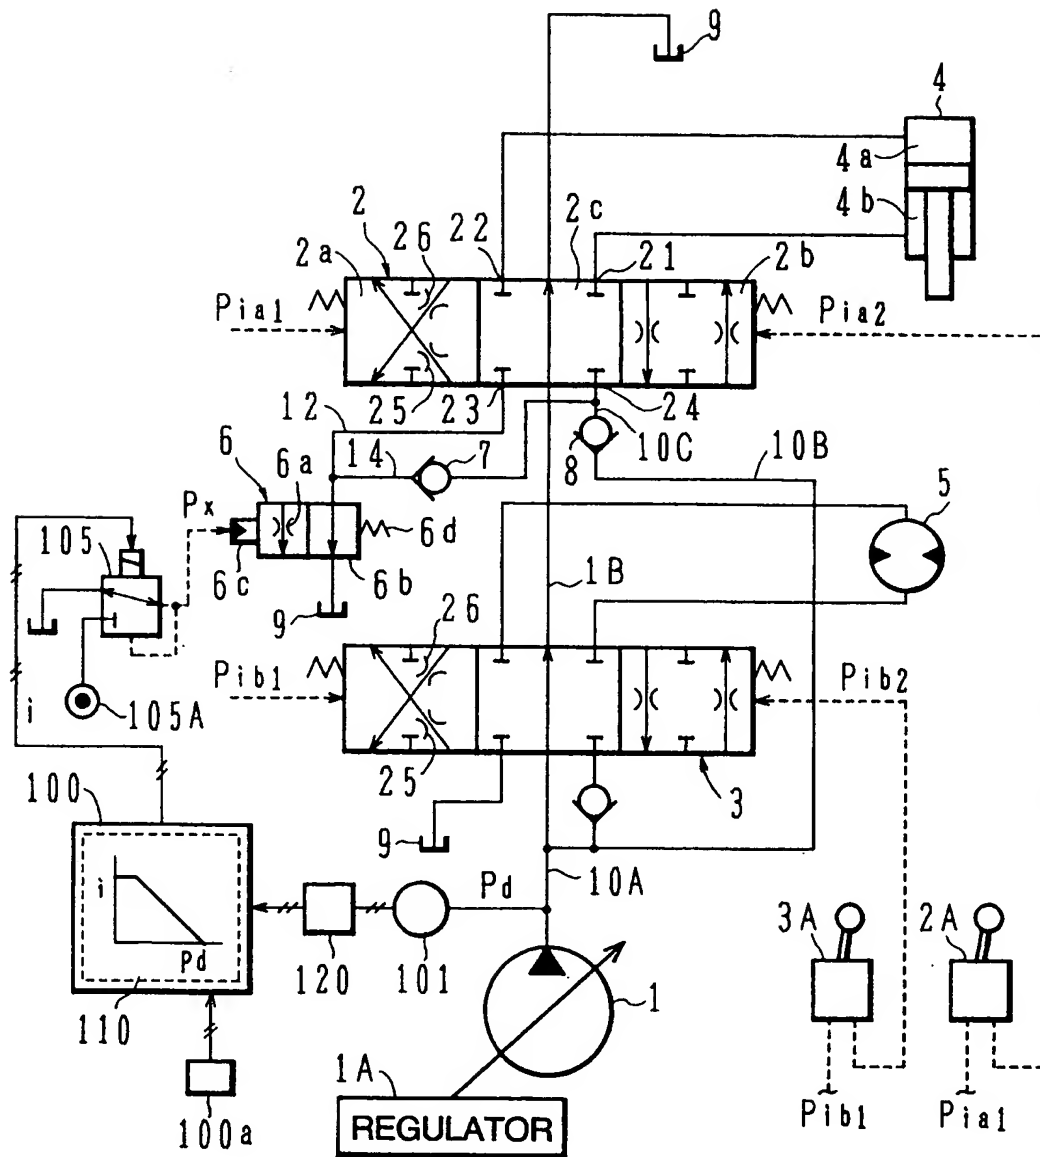 9
4
4a
4b
2
26
22
2c
21
2a
2b
Pia1
Pia2
12
25
23
24
14
7
8
10C
10B
6
6a
Px
105
6c
6d
6b
5
1B
9
26
Pib1
Pib2
i
105A
25
3
100
9
10A
Pd
i
Pd
3A
2A
110
120
101
1
1A
100a
REGULATOR
Pib1
Pia1